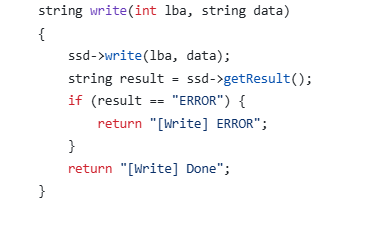 string write(int lba, string data)
{
    ssd->write(lba, data);
    string result = ssd->getResult();
    if (result == "ERROR") {
        return "[Write] ERROR";
    }
    return "[Write] Done";
}